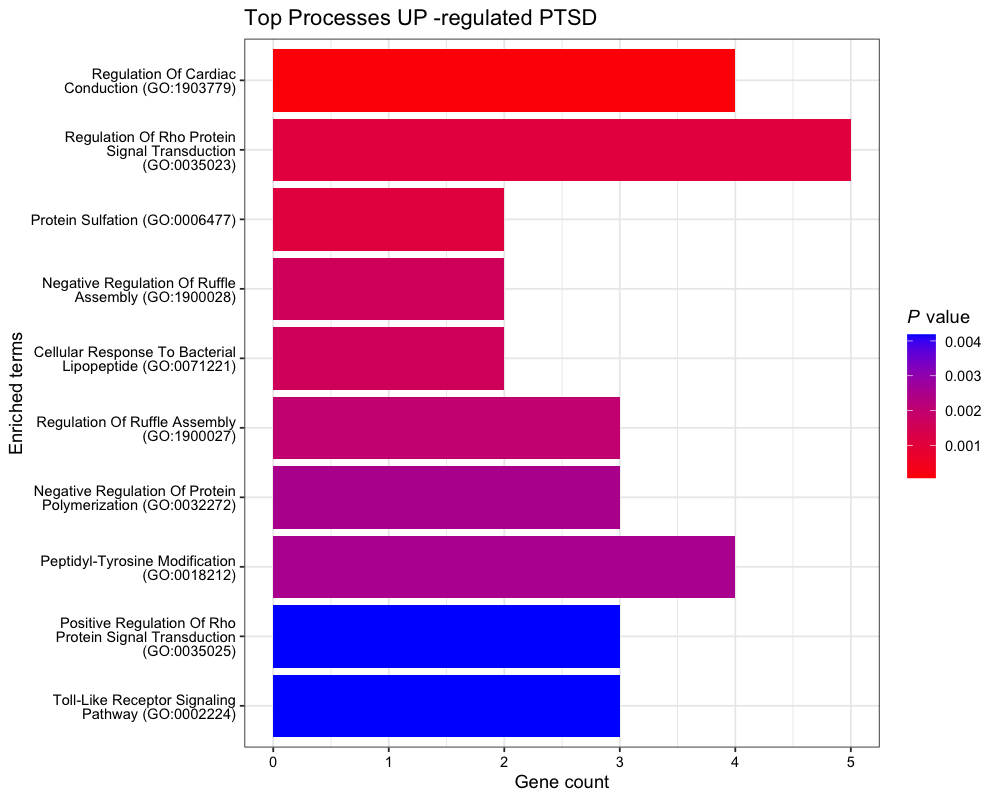 Top Processes UP -regulated PTSD
Enriched terms
Regulation Of Cardiac
Conduction (GO:1903779)
Regulation Of Rho Protein
Signal Transduction
(GO:0035023)
Protein Sulfation (GO:0006477)
Negative Regulation Of Ruffle
Assembly (GO:1900028)
Cellular Response To Bacterial
Lipopeptide (GO:0071221)
Regulation Of Ruffle Assembly
(GO:1900027)
Negative Regulation Of Protein
Polymerization (GO:0032272)
Peptidyl-Tyrosine Modification
(GO:0018212)
Positive Regulation Of Rho
Protein Signal Transduction
(GO:0035025)
Toll-Like Receptor Signaling
Pathway (GO:0002224)
0 1 2 3 4 5
Gene count
P value
0.004
0.003
0.002
0.001